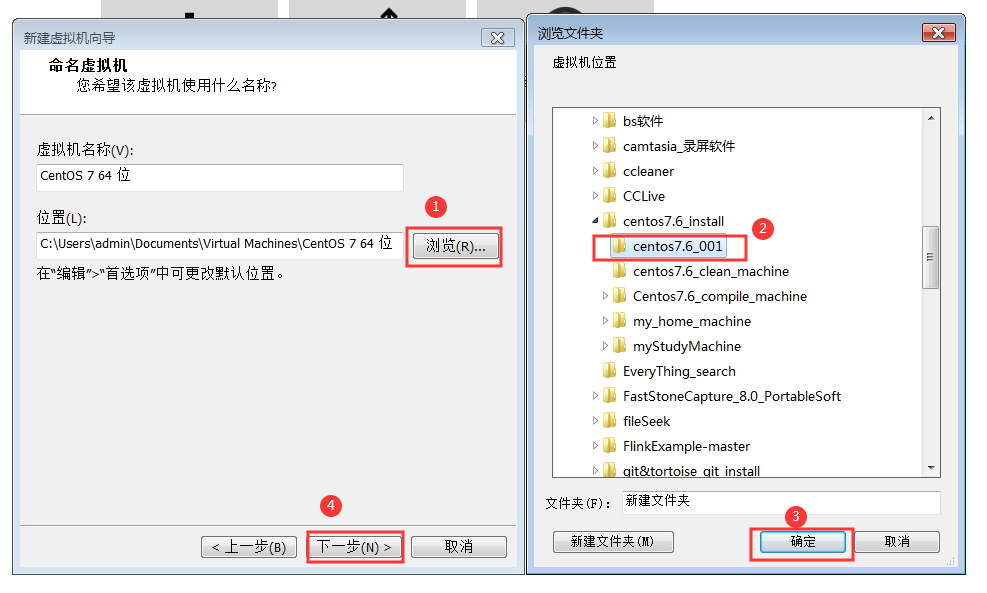 新建虚拟机向导
命名虚拟机
您希望该虚拟机使用什么名称?
虚拟机名称(V):
CentOS 7 64 位
位置(L):
1
C:\Users\admin\Documents\Virtual Machines\CentOS 7 64 位
浏览(R)...
在“编辑”>“首选项”中可更改默认位置。
4
< 上一步(B)
下一步(N) >
取消
浏览文件夹
虚拟机位置
bs软件
camtasia_录屏软件
ccleaner
CCLive
centos7.6_install
2
centos7.6_001
centos7.6_clean_machine
Centos7.6_compile_machine
my_home_machine
myStudyMachine
EveryThing_search
FastStoneCapture_8.0_PortableSoft
fileSeek
FlinkExample-master
git&tortoise_git_install
文件夹(F):
新建文件夹
3
新建文件夹(M)
确定
取消